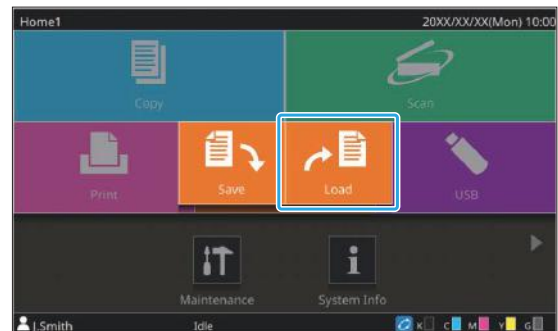 Home1 20XX/XX/XX(Mon) 10:00
Copy Scan
Print Save Load USB
Maintenance System Info
J.Smith Idle K C M Y G